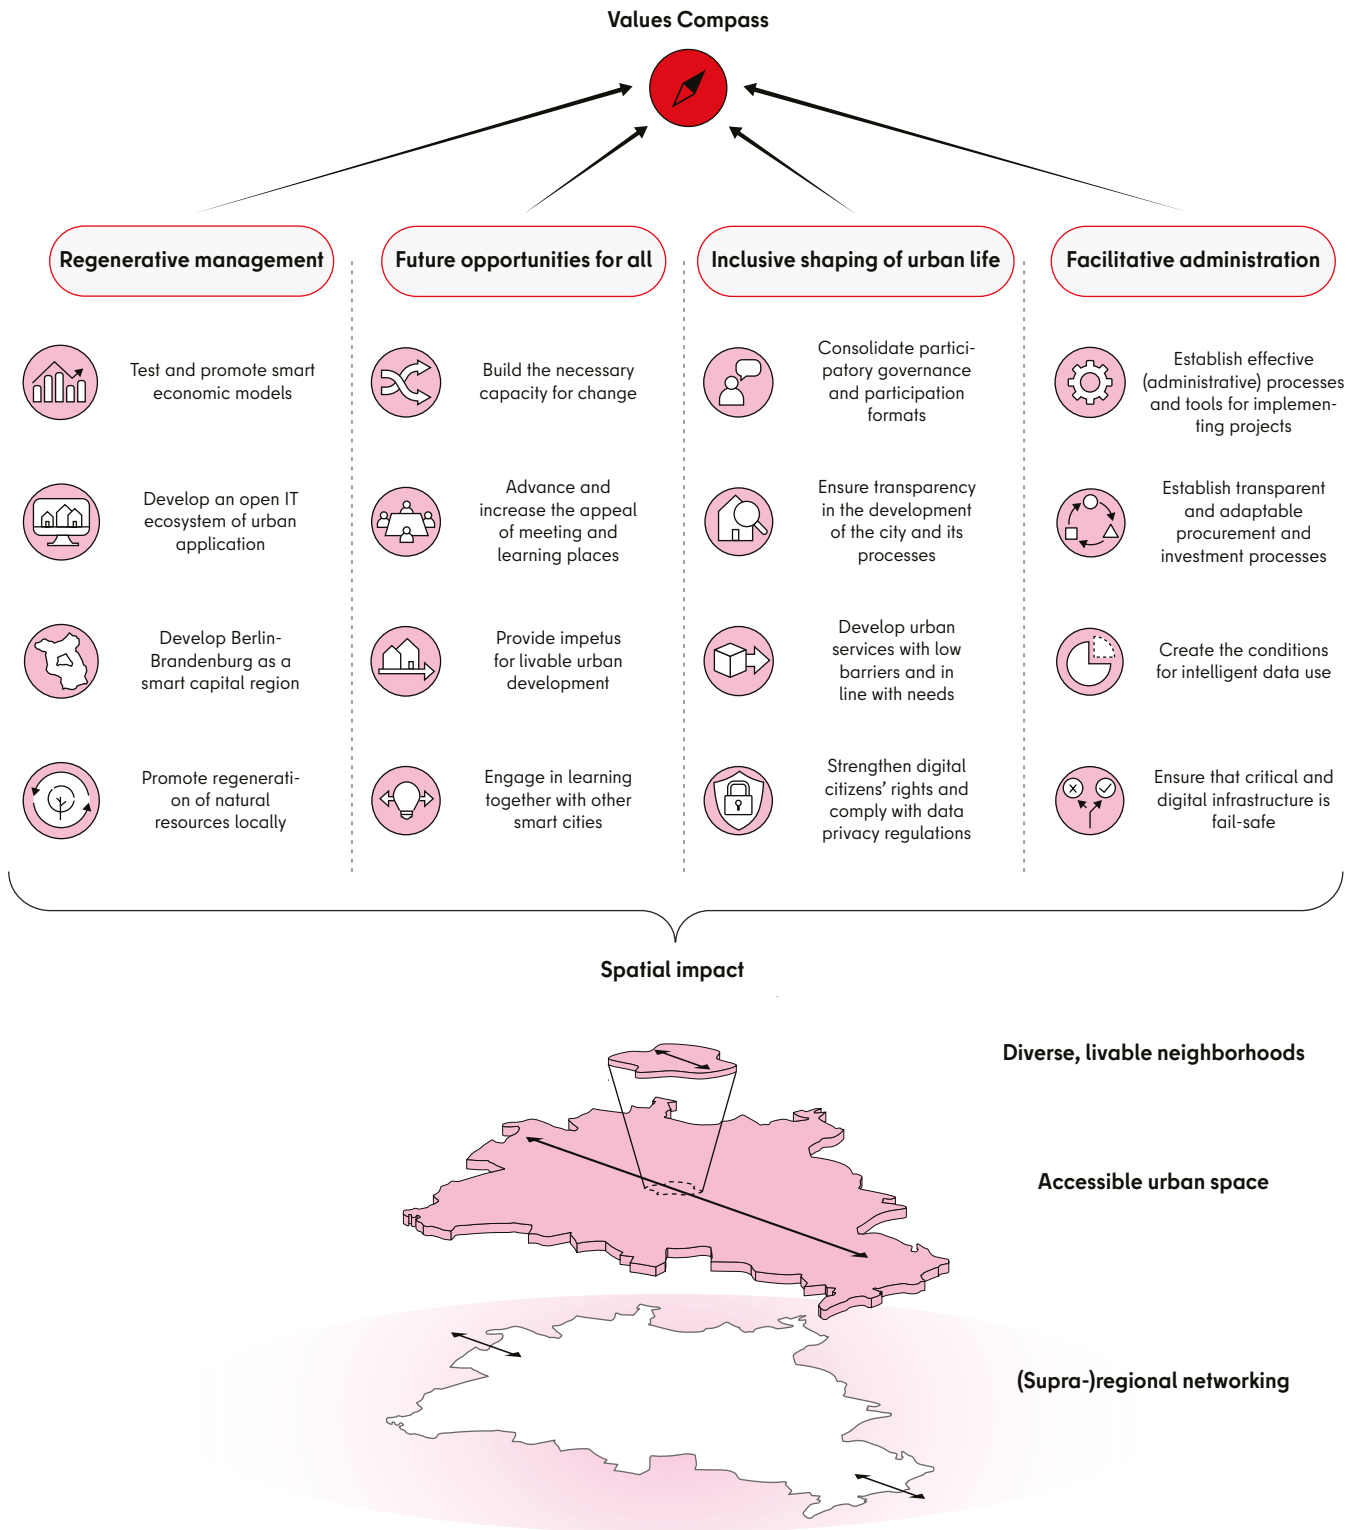 Values Compass
Regenerative management
Test and promote smart
economic models
Develop an open IT
ecosystem of urban
application
Develop Berlin-
Brandenburg as a
smart capital region
Promote regenerati-
on of natural
resources locally
Future opportunities for all
Build the necessary
capacity for change
Advance and
increase the appeal
of meeting and
learning places
Provide impetus
for livable urban
development
Engage in learning
together with other
smart cities
Inclusive shaping of urban life
Consolidate partici-
patory governance
and participation
formats
Ensure transparency
in the development
of the city and its
processes
Develop urban
services with low
barriers and in
line with needs
Strengthen digital
citizens’ rights and
comply with data
privacy regulations
Facilitative administration
Establish effective
(administrative) processes
and tools for implemen-
ting projects
Establish transparent
and adaptable
procurement and
investment processes
Create the conditions
for intelligent data use
Ensure that critical and
digital infrastructure is
fail-safe
Spatial impact
Diverse, livable neighborhoods
Accessible urban space
(Supra-)regional networking